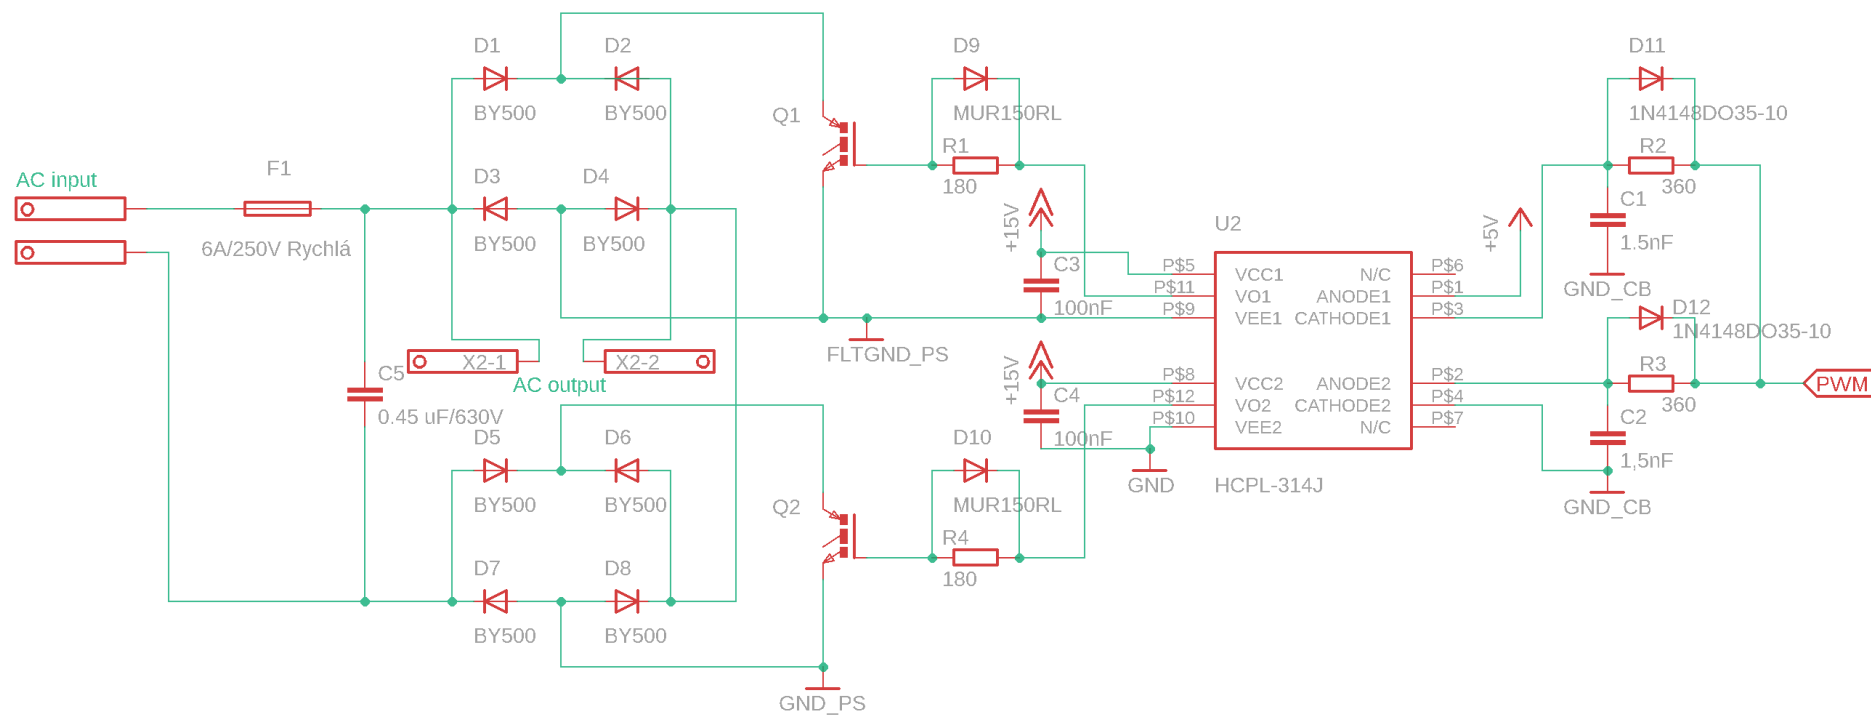 D1
D2
D9
D11
BY500
BY500
Q1
MUR150RL
1N4148DO35-10
R1
R2
F1
AC input
D3
D4
180
360
C1
+15V
U2
+5V
6A/250V Rychlá
BY500
BY500
1.5nF
C3
P$5
VCC1
N/C
P$6
GND_CB
P$11
VO1
ANODE1
P$1
100nF
D12
P$9
VEE1
CATHODE1
P$3
1N4148DO35-10
FLTGND_PS
X2-1
X2-2
R3
C5
AC output
+15V
P$8
VCC2
ANODE2
P$2
PWM
C4
P$12
VO2
CATHODE2
P$4
360
0.45 uF/630V
P$10
VEE2
N/C
P$7
C2
D5
D6
D10
100nF
1,5nF
GND
HCPL-314J
BY500
BY500
Q2
MUR150RL
GND_CB
R4
D7
D8
180
BY500
BY500
GND_PS